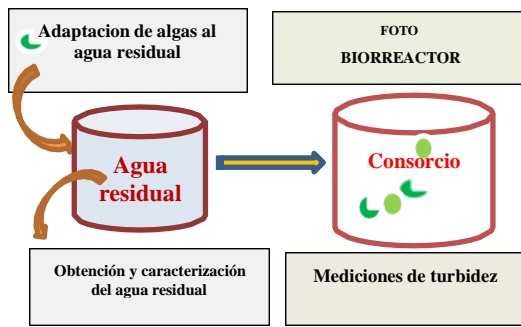 Adaptacion de algas al
agua residual
FOTO
BIORREACTOR
Agua
residual
Consorcio
Obtención y caracterización
del agua residual
Mediciones de turbidez